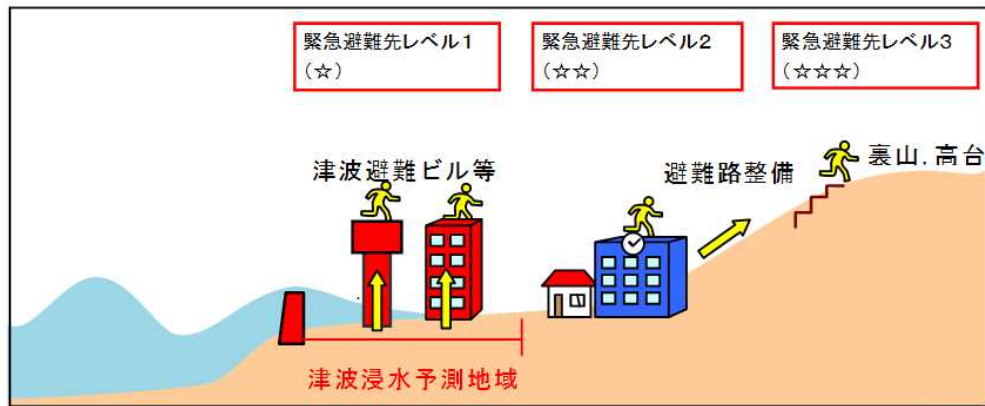 緊急避難先レベル1
(☆)
緊急避難先レベル2
(☆☆)
緊急避難先レベル3
(☆☆☆)
津波避難ビル等
避難路整備
裏山,高台
津波浸水予測地域